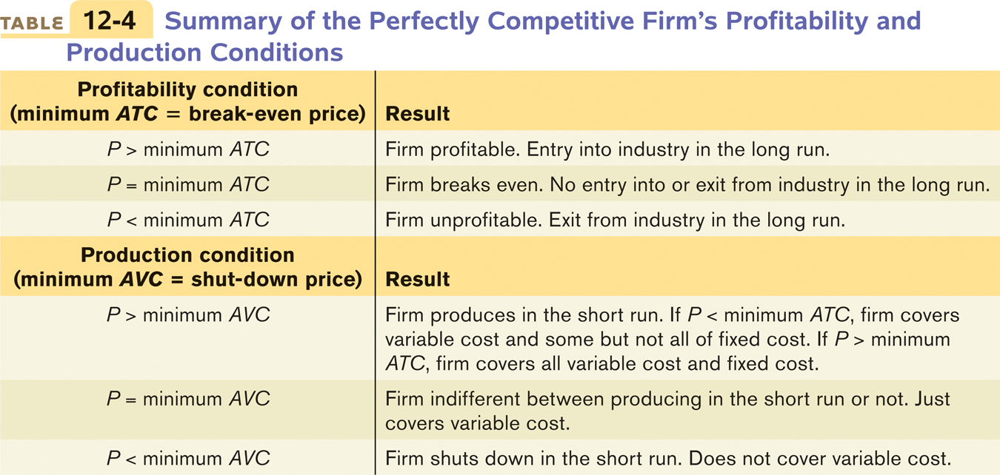 TABLE 12-4 Summary of the Perfectly Competitive Firm's Profitability and
Production Conditions
Profitability condition
(minimum ATC = break-even price) Result
P > minimum ATC Firm profitable. Entry into industry in the long run.
P = minimum ATC Firm breaks even. No entry into or exit from industry in the long run.
P < minimum ATC Firm unprofitable. Exit from industry in the long run.
Production condition
(minimum AVC = shut-down price) Result
P > minimum AVC Firm produces in the short run. If P < minimum ATC, firm covers
variable cost and some but not all of fixed cost. If P > minimum
ATC, firm covers all variable cost and fixed cost.
P = minimum AVC Firm indifferent between producing in the short run or not. Just
covers variable cost.
P < minimum AVC Firm shuts down in the short run. Does not cover variable cost.